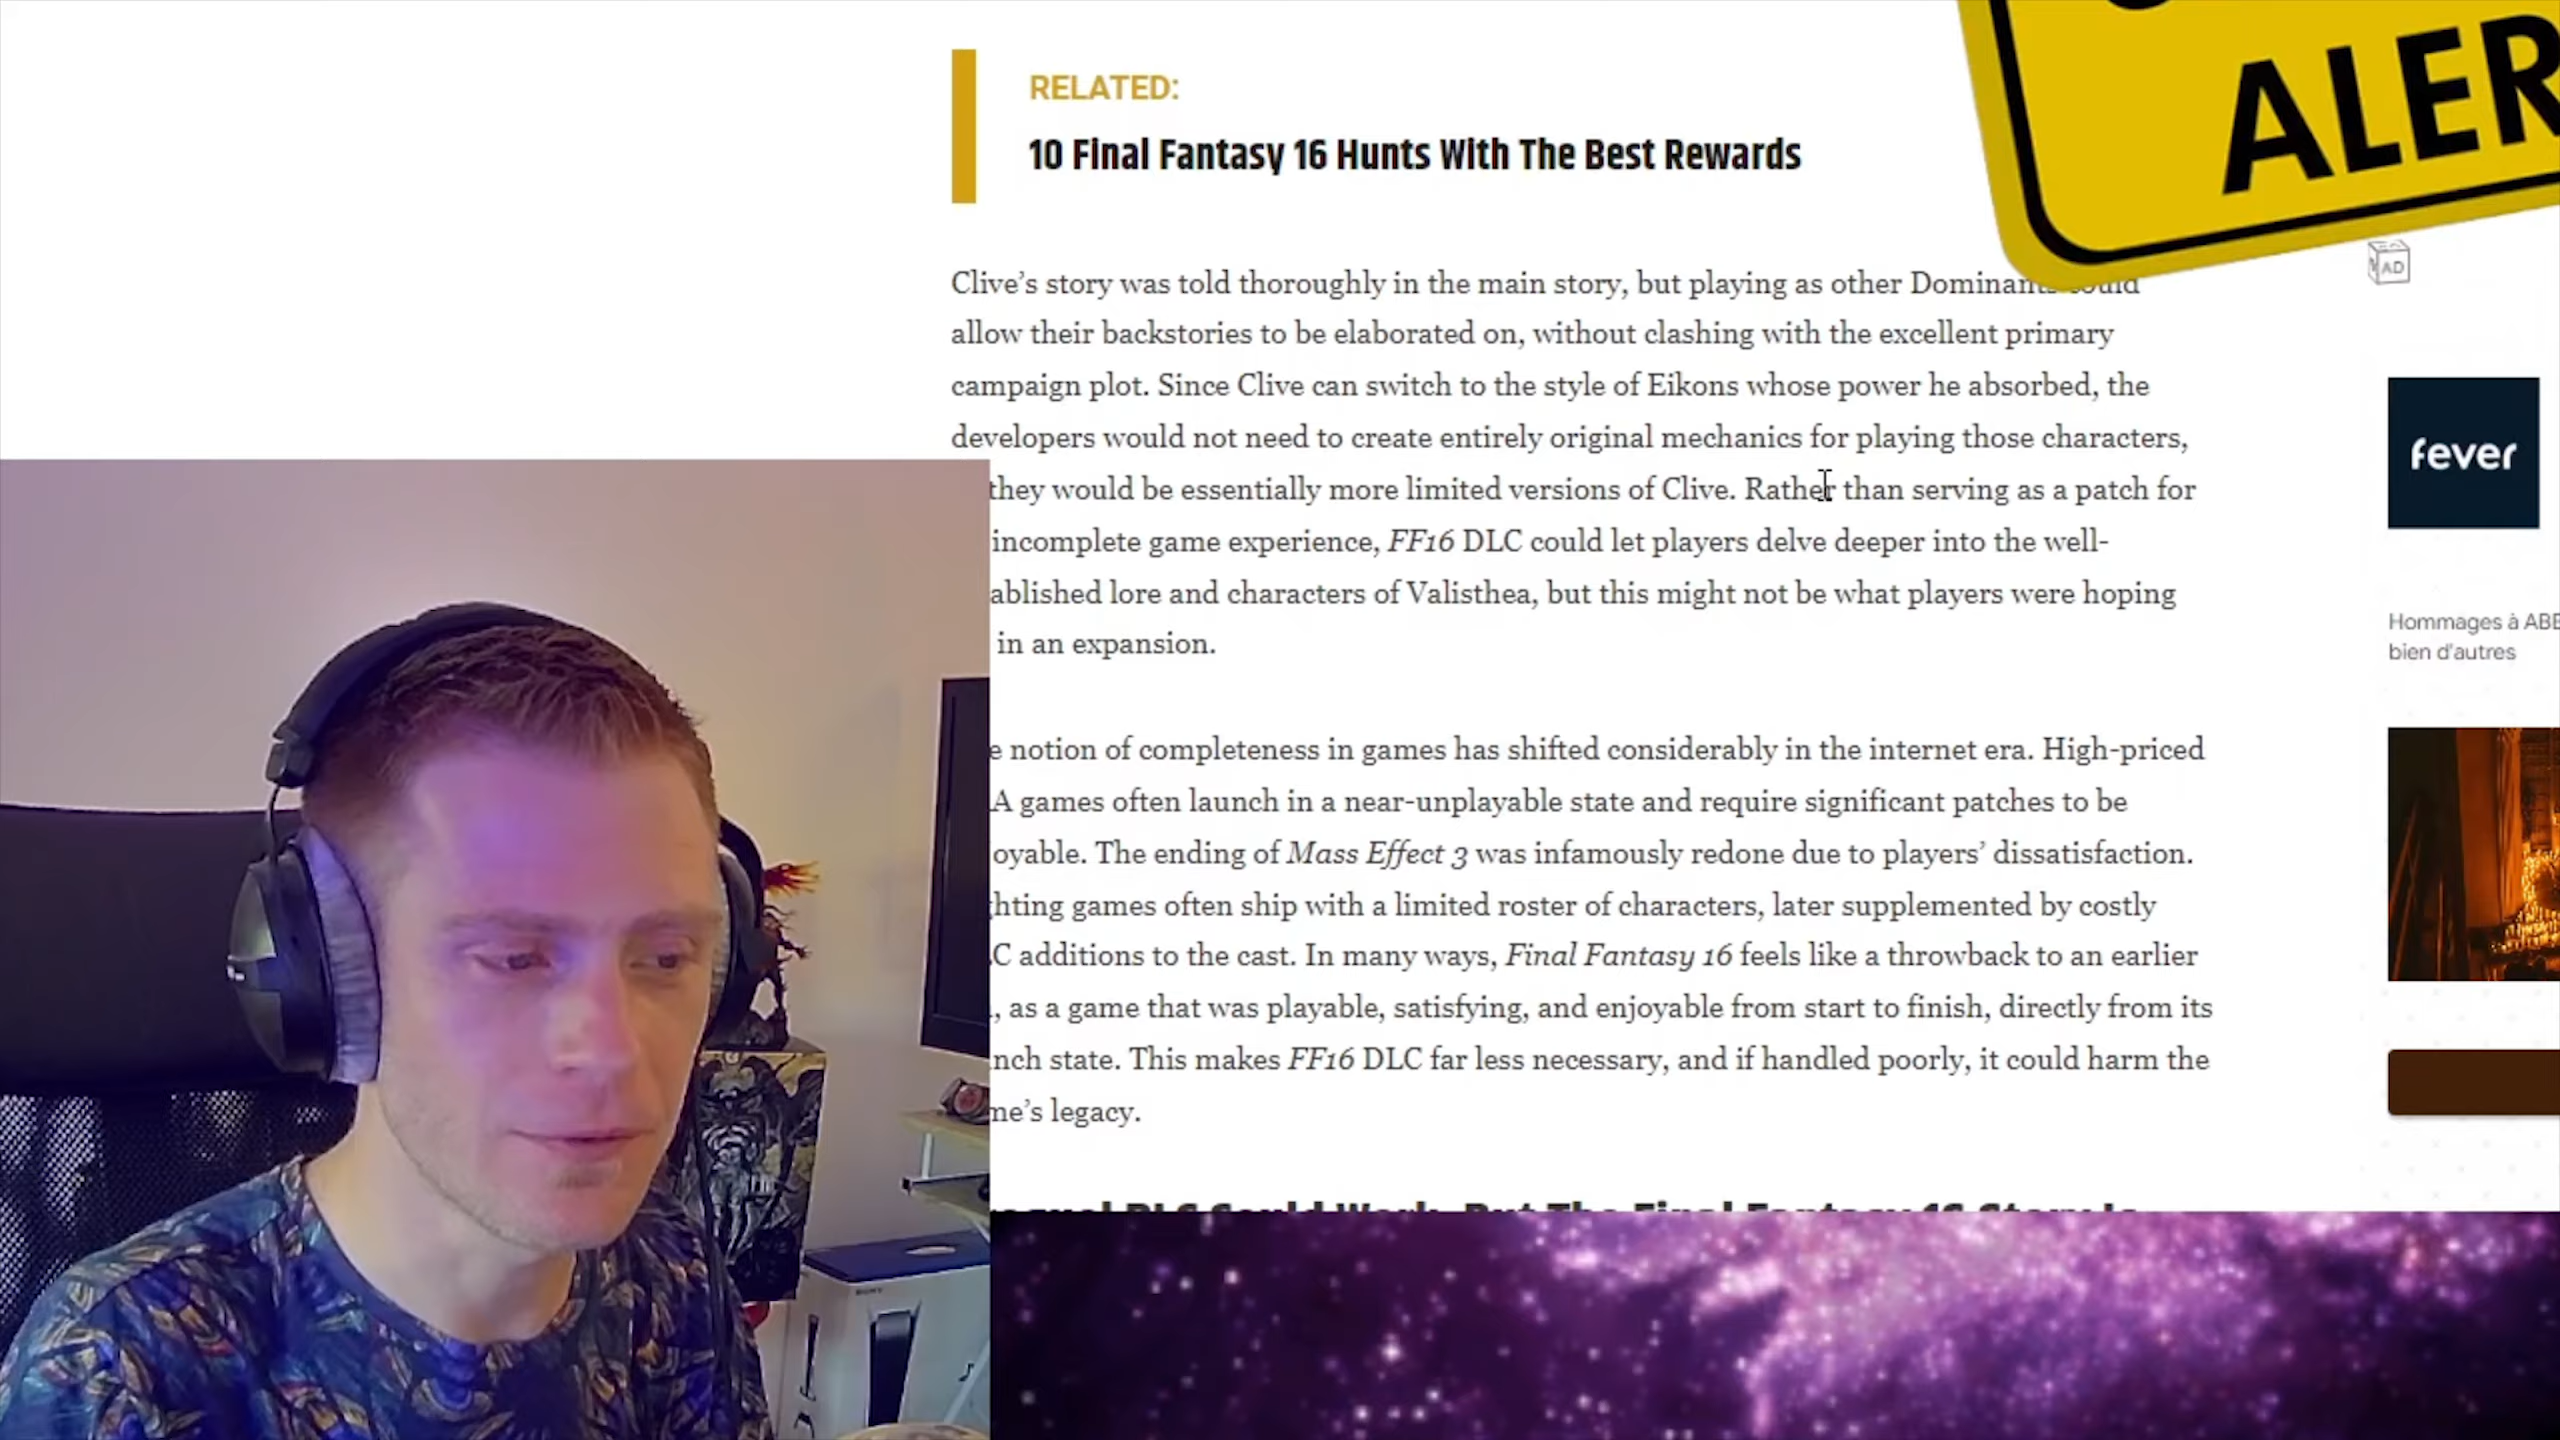 ALER
RELATED:
10 Final Fantasy 16 Hunts With The Best Rewards
AD
Clive’s story was told thoroughly in the main story, but playing as other
allow their backstories to be elaborated on, without clashing with the excellent primary
campaign plot. Since Clive can switch to the style of Eikons whose power he absorbed, the
developers would not need to create entirely original mechanics for playing those characters,
they would be essentially more limited versions of Clive. Rather than serving as a patch for
incomplete game experience, FF16 DLC could let players delve deeper into the well-
ablished lore and characters of Valisthea, but this might not be what players were hoping
in an expansion.
fever
Hommages à ABB
bien d'autres
e notion of completeness in games has shifted considerably in the internet era. High-priced
A games often launch in a near-unplayable state and require significant patches to be
oyable. The ending of Mass Effect 3 was infamously redone due to players’ dissatisfaction.
hting games often ship with a limited roster of characters, later supplemented by costly
C additions to the cast. In many ways, Final Fantasy 16 feels like a throwback to an earlier
, as a game that was playable, satisfying, and enjoyable from start to finish, directly from its
nch state. This makes FF16 DLC far less necessary, and if handled poorly, it could harm the
me’s legacy.
DLC Could Work, But The Final Fantasy 16 Story Is
SONY